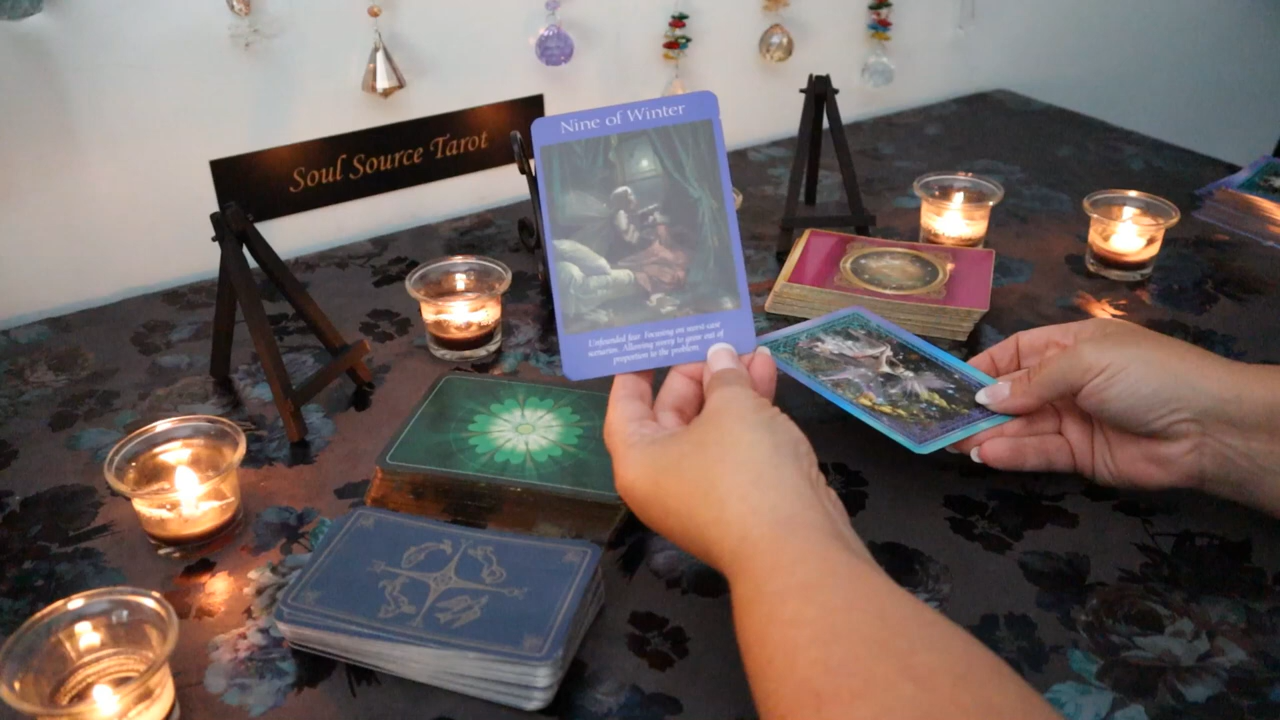 Soul Source Tarot
Nine of Winter
Unfounded fear. Focusing on worst-case
scenarios. Allowing worry to grow out of
proportion to the problem.